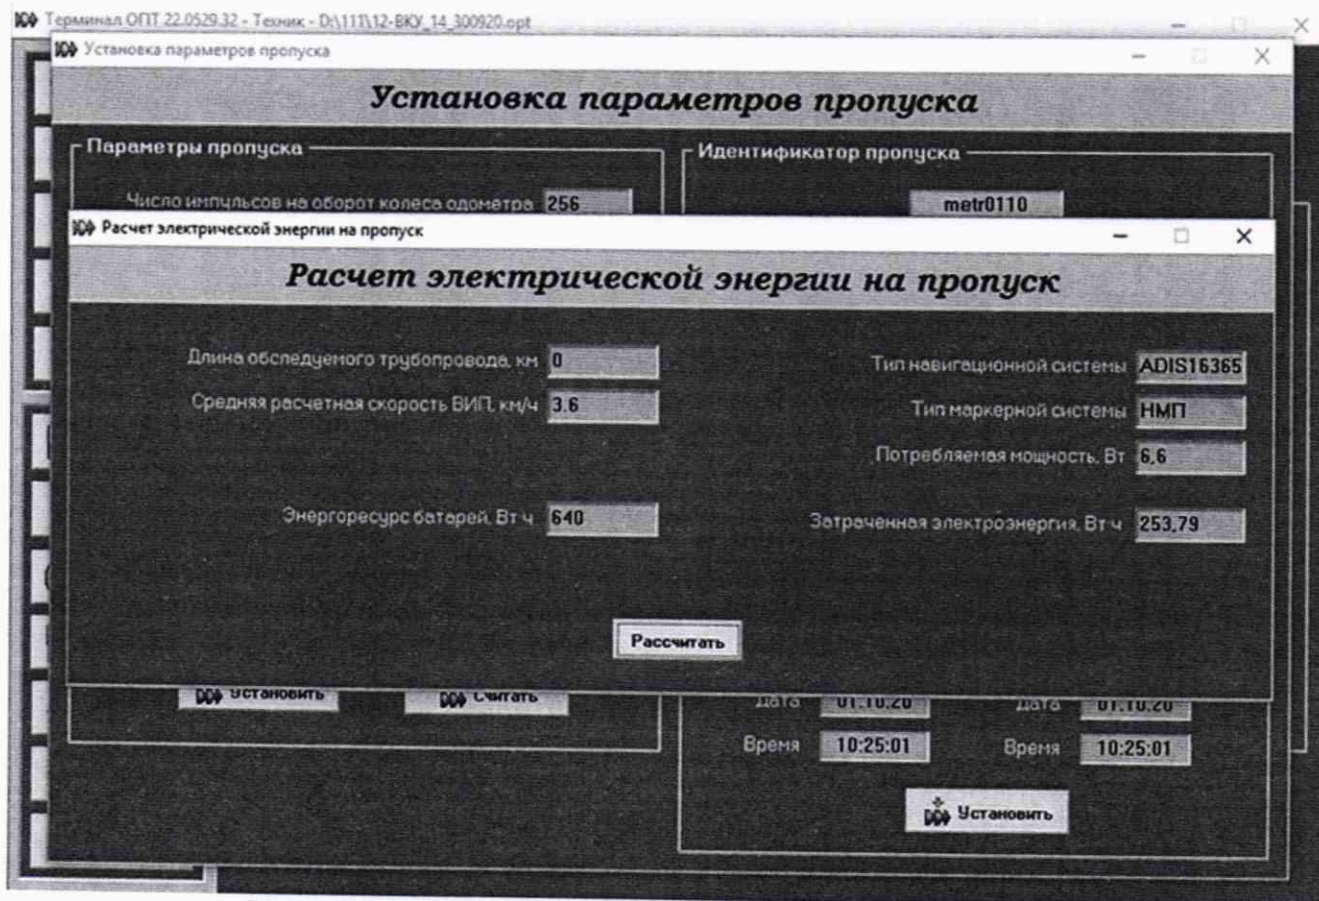 Терминал ОПТ 22.0529.32 - Техник - D:\111\12-ВКУ_14_300920.opt
Установка параметров пропуска
Установка параметров пропуска
Параметры пропуска
Идентификатор пропуска
Число импульсов на оборот колеса одометра 256
metr0110
Расчет электрической энергии на пропуск
Расчет электрической энергии на пропуск
Длина обследуемого трубопровода, км 0
Тип навигационной системы ADIS16365
Средняя расчетная скорость ВИП, км/ч 3.6
Тип маркерной системы НМП
Потребляемая мощность, Вт 6,6
Энергоресурс батарей, Вт ч 640
Затраченная электроэнергия, Вт ч 253,79
Рассчитать
Установить
Считать
Дата 01.10.20
Дата 01.10.20
Время 10:25:01
Время 10:25:01
Установить